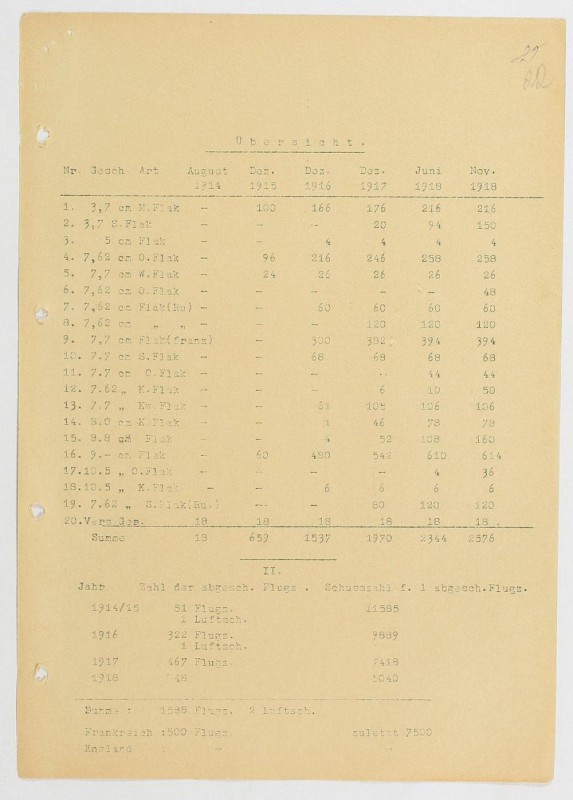 29
62
Übersicht.
Nr. Gesch Art August Dez. Dez. Dez. Juni Nov.
1914 1915 1916 1917 1918 1918
1. 3,7 cm M.Flak – 100 166 176 216 216
2. 3,7 S.Flak – – – 20 94 150
3. 5 cm Flak – – 4 4 4 4
4. 7,62 cm O.Flak – 96 216 246 258 258
5. 7,7 cm W.Flak – 24 26 26 26 26
6. 7,62 cm O.Flak – – – – – 48
7. 7,62 cm Flak(Ru) – – 60 60 60 60
8. 7,62 cm „ „ – – – 120 120 120
9. 7,7 cm Flak(franz) – – 300 382 394 394
10. 7.7 cm S.Flak – – 68 68 68 68
11. 7.7 cm O.Flak – – – – 44 44
12. 7.62 „ K.Flak – – – 6 10 50
13. 7.7 „ Kw.Flak – – 105 106 106
14. 8.0 cm K.Flak – – 46 78 78
15. 8.8 cm Flak – – 4 52 108 160
16. 9.– cm Flak – 60 480 542 610 614
17. 10.5 „ O.Flak – – – – 4 36
18. 10.5 „ K.Flak – – 6 6 6 6
19. 7.62 „ S.Flak(Ru.) – – 80 120 120
20. Vers.Ges. 18 18 18 18 18 18.
Summe 18 659 1537 1970 2344 2576
II.
Jahr Zahl der abgesch. Flugz. Schusszahl f. 1 abgesch.Flugz.
1914/15 51 Flugz. 11585
1 Luftsch.
1916 322 Flugz. 9889
1 Luftsch.
1917 467 Flugz. 7418
1918 5040
Summe : 1588 Flugz. 2 Luftsch.
Frankreich :500 Flugz. zuletzt 7500
England – –